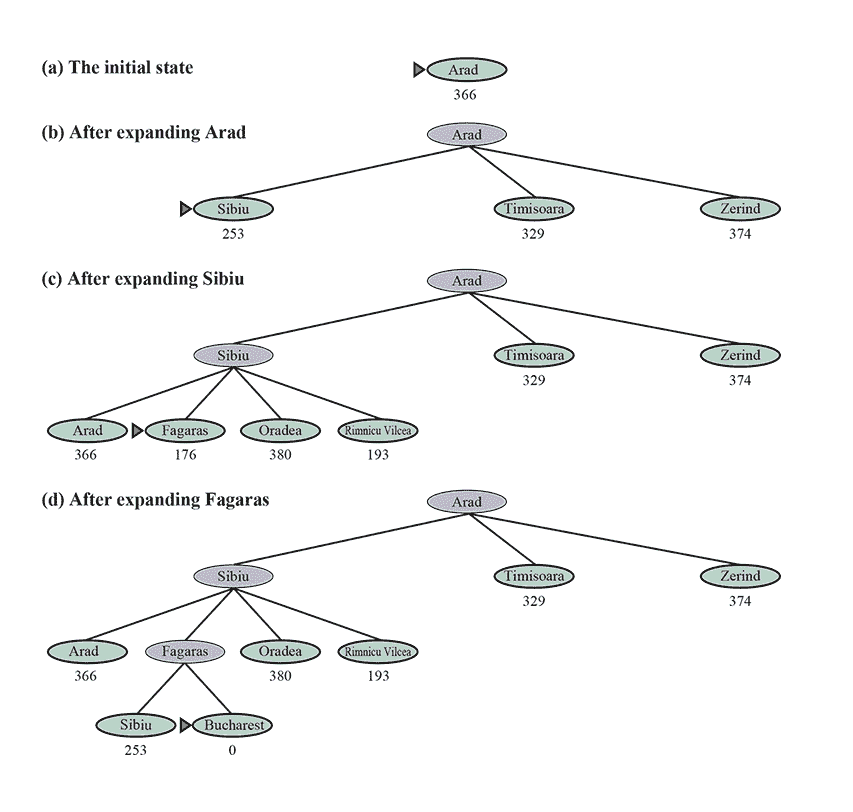 (a) The initial state
Arad
366
(b) After expanding Arad
Arad
Sibiu Timisoara Zerind
253 329 374
(c) After expanding Sibiu
Arad
Sibiu Timisoara Zerind
329 374
Arad Fagaras Oradea Rimnicu Vilcea
366 176 380 193
(d) After expanding Fagaras
Arad
Sibiu Timisoara Zerind
329 374
Arad Fagaras Oradea Rimnicu Vilcea
366 380 193
Sibiu Bucharest
253 0